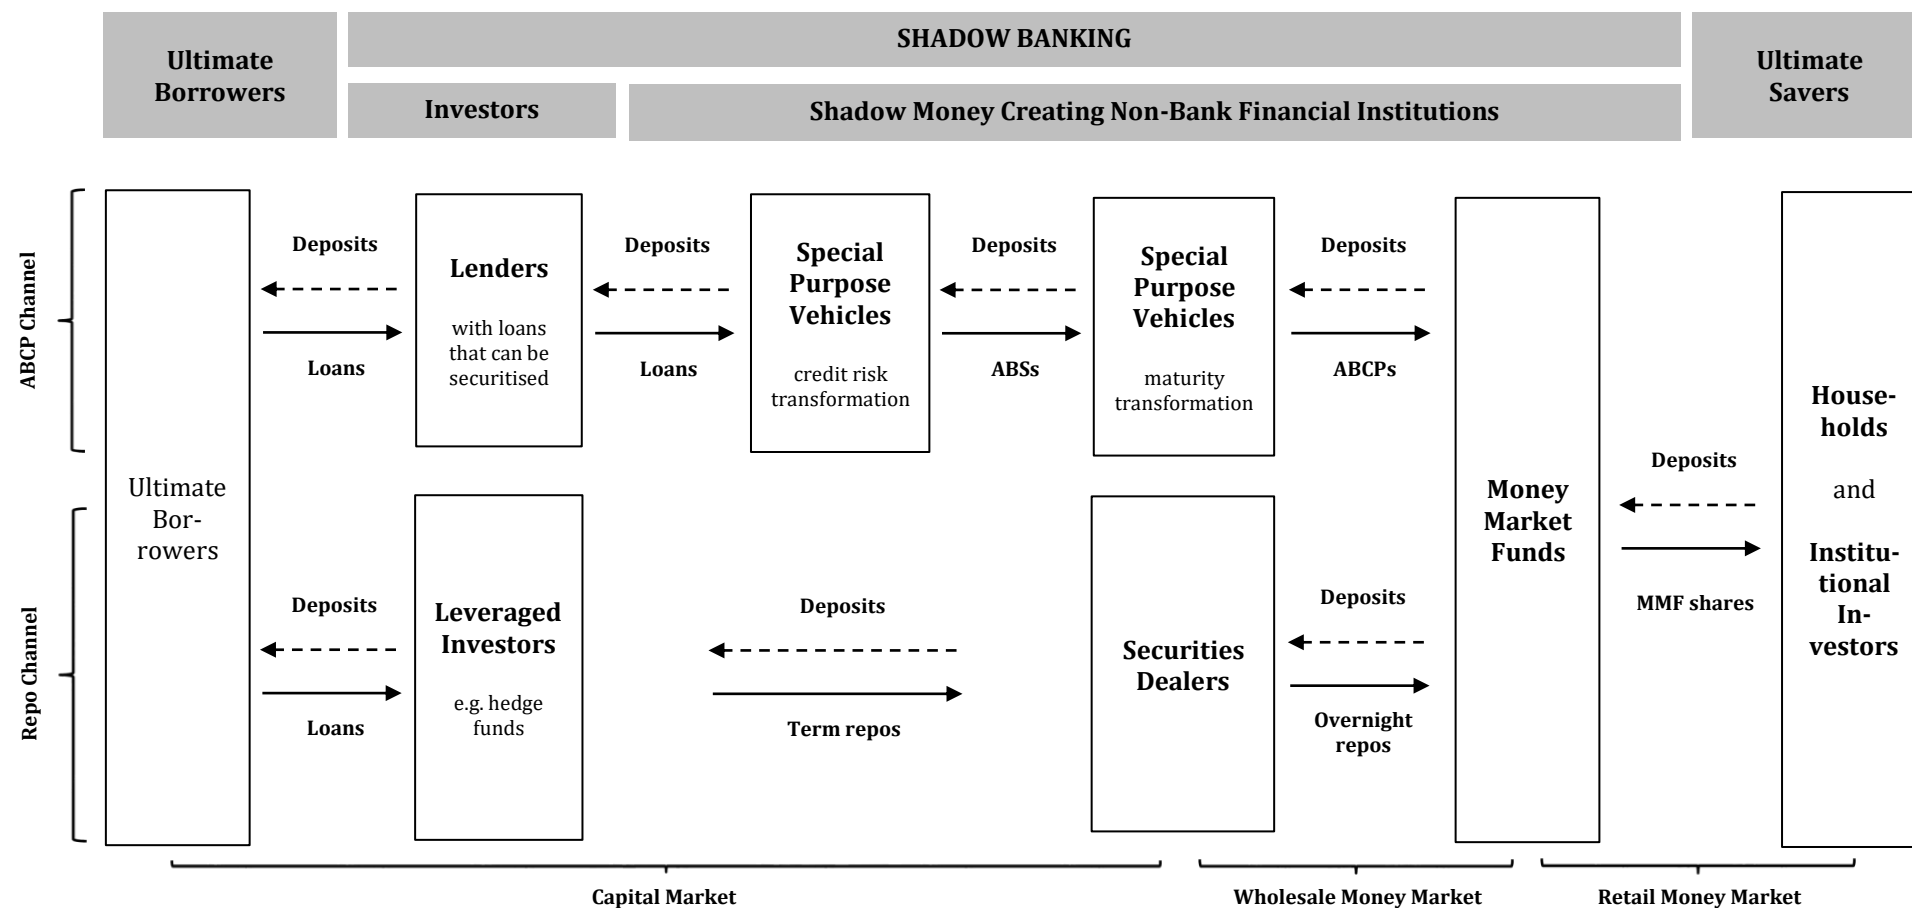 Ultimate
Borrowers
SHADOW BANKING
Ultimate
Savers
Investors
Shadow Money Creating Non-Bank Financial Institutions
ABCP Channel
Repo Channel
Ultimate
Bor-
rowers
Deposits
Loans
Lenders
with loans
that can be
securitised
Deposits
Loans
Special
Purpose
Vehicles
credit risk
transformation
Deposits
ABSs
Special
Purpose
Vehicles
maturity
transformation
Deposits
ABCPs
Deposits
Loans
Leveraged
Investors
e.g. hedge
funds
Deposits
Term repos
Securities
Dealers
Deposits
Overnight
repos
Money
Market
Funds
Deposits
MMF shares
House-
holds
and
Institu-
tional
In-
vestors
Capital Market
Wholesale Money Market
Retail Money Market